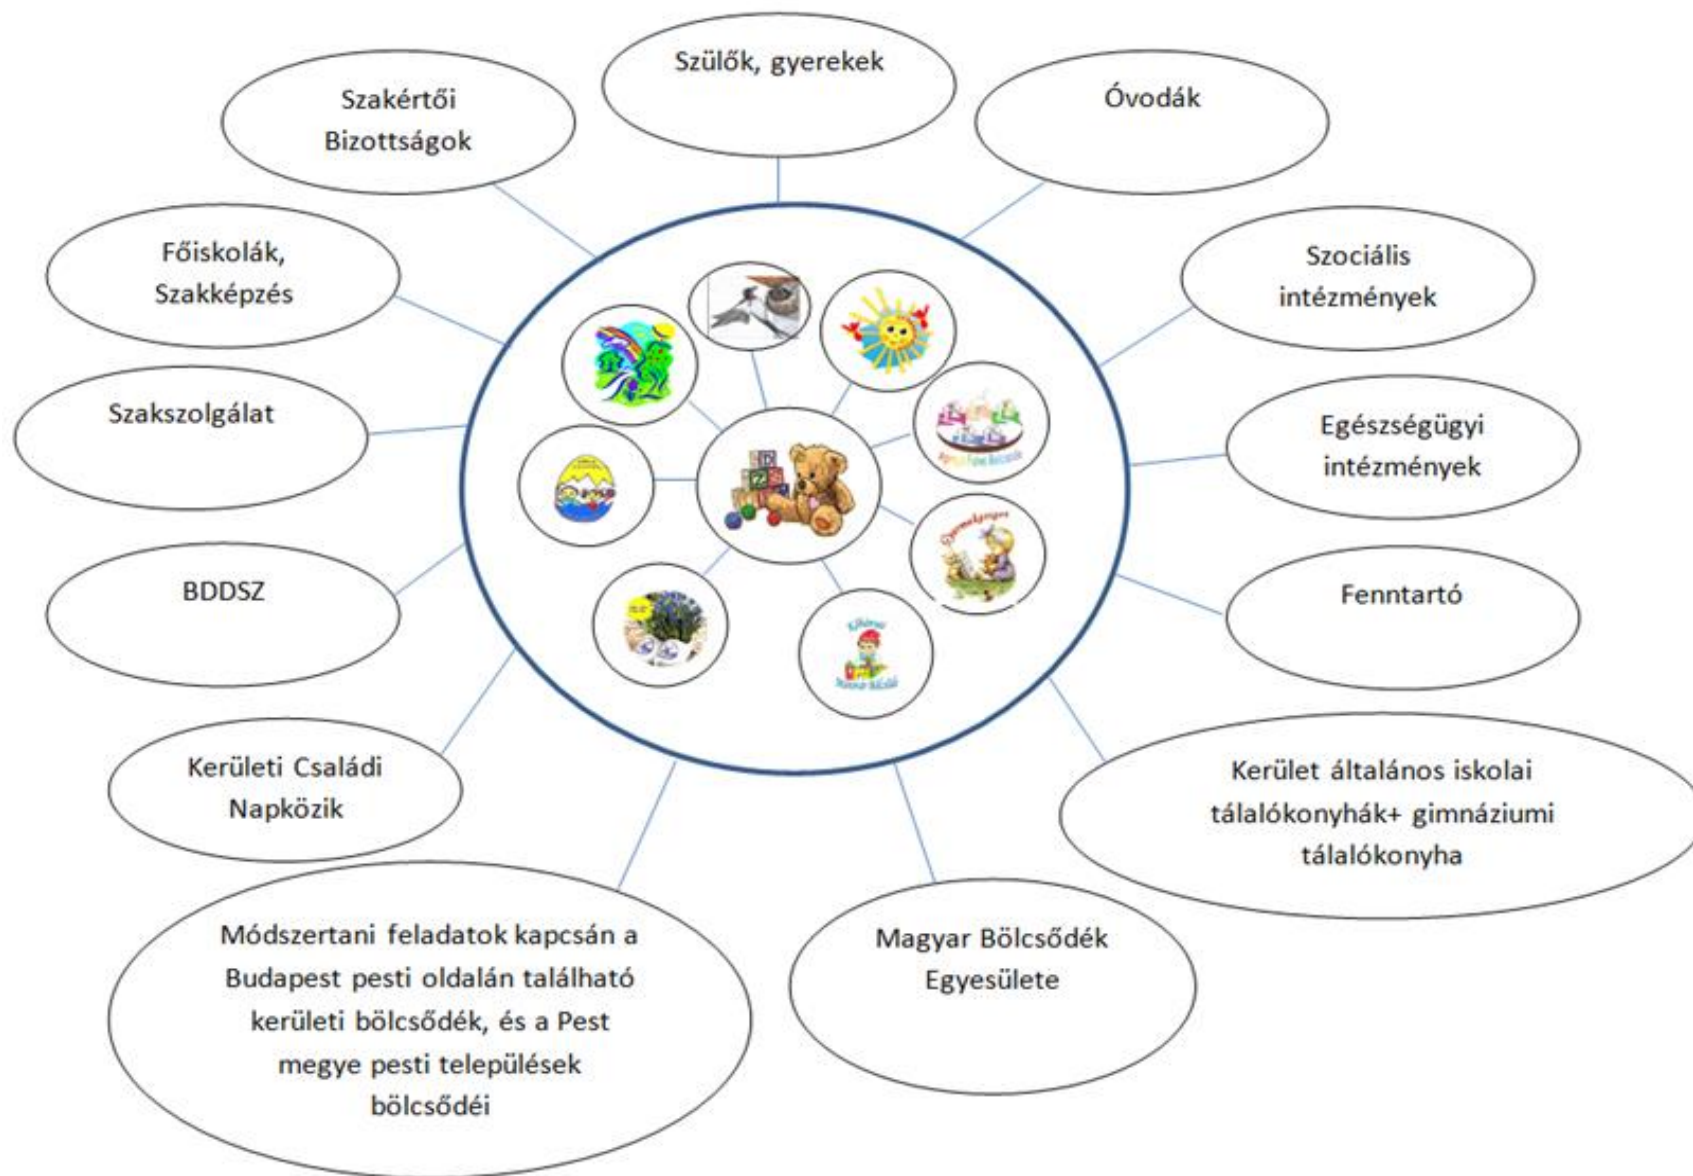 Szülők, gyerekek
Óvodák
Szakértői
Bizottságok
Szociális
intézmények
Főiskolák,
Szakképzés
Egészségügyi
intézmények
Szakszolgálat
Fenntartó
BDDSZ
Kerület általános iskolai
tálalókonyhák+ gimnáziumi
tálalókonyha
Kerületi Családi
Napközik
Magyar Bölcsődék
Egyesülete
Módszertani feladatok kapcsán a
Budapest pesti oldalán található
kerületi bölcsődék, és a Pest
megye pesti települések
bölcsődéi